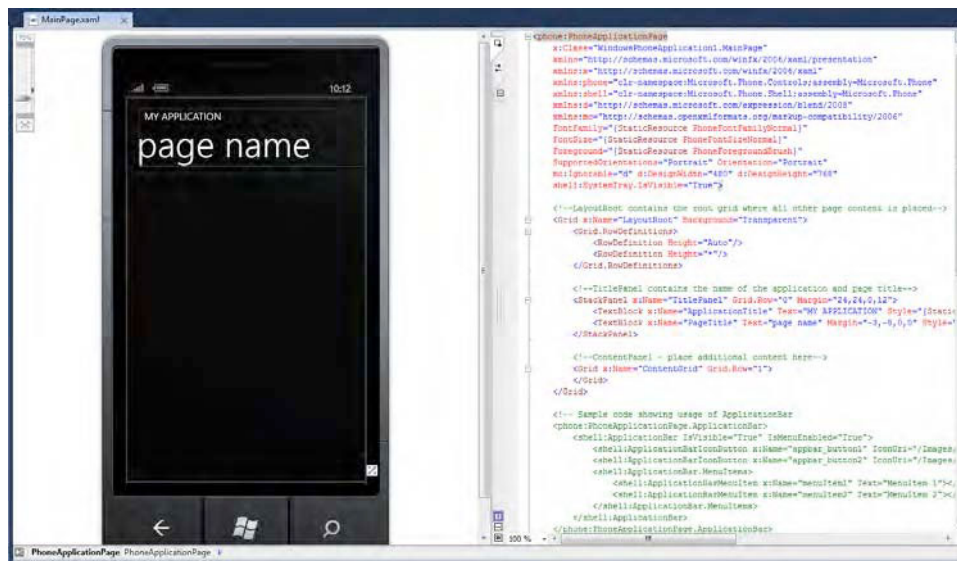 MainPage.xaml
10:12
MY APPLICATION
page name
<phone:PhoneApplicationPage
x:Class="WindowsPhoneApplication1.MainPage"
xmlns="http://schemas.microsoft.com/winfx/2006/xaml/presentation"
xmlns:x="http://schemas.microsoft.com/winfx/2006/xaml"
xmlns:phone="clr-namespace:Microsoft.Phone.Controls;assembly=Microsoft.Phone"
xmlns:shell="clr-namespace:Microsoft.Phone.Shell;assembly=Microsoft.Phone"
xmlns:d="http://schemas.microsoft.com/expression/blend/2008"
xmlns:mc="http://schemas.openxmlformats.org/markup-compatibility/2006"
FontFamily="{StaticResource PhoneFontFamilyNormal}"
FontSize="{StaticResource PhoneFontSizeNormal}"
Foreground="{StaticResource PhoneForegroundBrush}"
SupportedOrientations="Portrait" Orientation="Portrait"
mc:Ignorable="d" d:DesignWidth="480" d:DesignHeight="768"
shell:SystemTray.IsVisible="True">
<!--LayoutRoot contains the root grid where all other page content is placed-->
<Grid x:Name="LayoutRoot" Background="Transparent">
<Grid.RowDefinitions>
<RowDefinition Height="Auto"/>
<RowDefinition Height="*"/>
</Grid.RowDefinitions>
<!--TitlePanel contains the name of the application and page title-->
<StackPanel x:Name="TitlePanel" Grid.Row="0" Margin="24,24,0,12">
<TextBlock x:Name="ApplicationTitle" Text="MY APPLICATION" Style="{Static
<TextBlock x:Name="PageTitle" Text="page name" Margin="-3,-8,0,0" Style="
</StackPanel>
<!--ContentPanel - place additional content here-->
<Grid x:Name="ContentGrid" Grid.Row="1">
</Grid>
</Grid>
<!-- Sample code showing usage of ApplicationBar
<phone:PhoneApplicationPage.ApplicationBar>
<shell:ApplicationBar IsVisible="True" IsMenuEnabled="True">
<shell:ApplicationBarIconButton x:Name="appbar_button1" IconUri="/Images/
<shell:ApplicationBarIconButton x:Name="appbar_button2" IconUri="/Images/
<shell:ApplicationBar.MenuItems>
<shell:ApplicationBarMenuItem x:Name="menuItem1" Text="MenuItem 1"></
<shell:ApplicationBarMenuItem x:Name="menuItem2" Text="MenuItem 2"></
</shell:ApplicationBar.MenuItems>
</shell:ApplicationBar>
</phone:PhoneApplicationPage.ApplicationBar>
100 %
PhoneApplicationPage PhoneApplicationPage